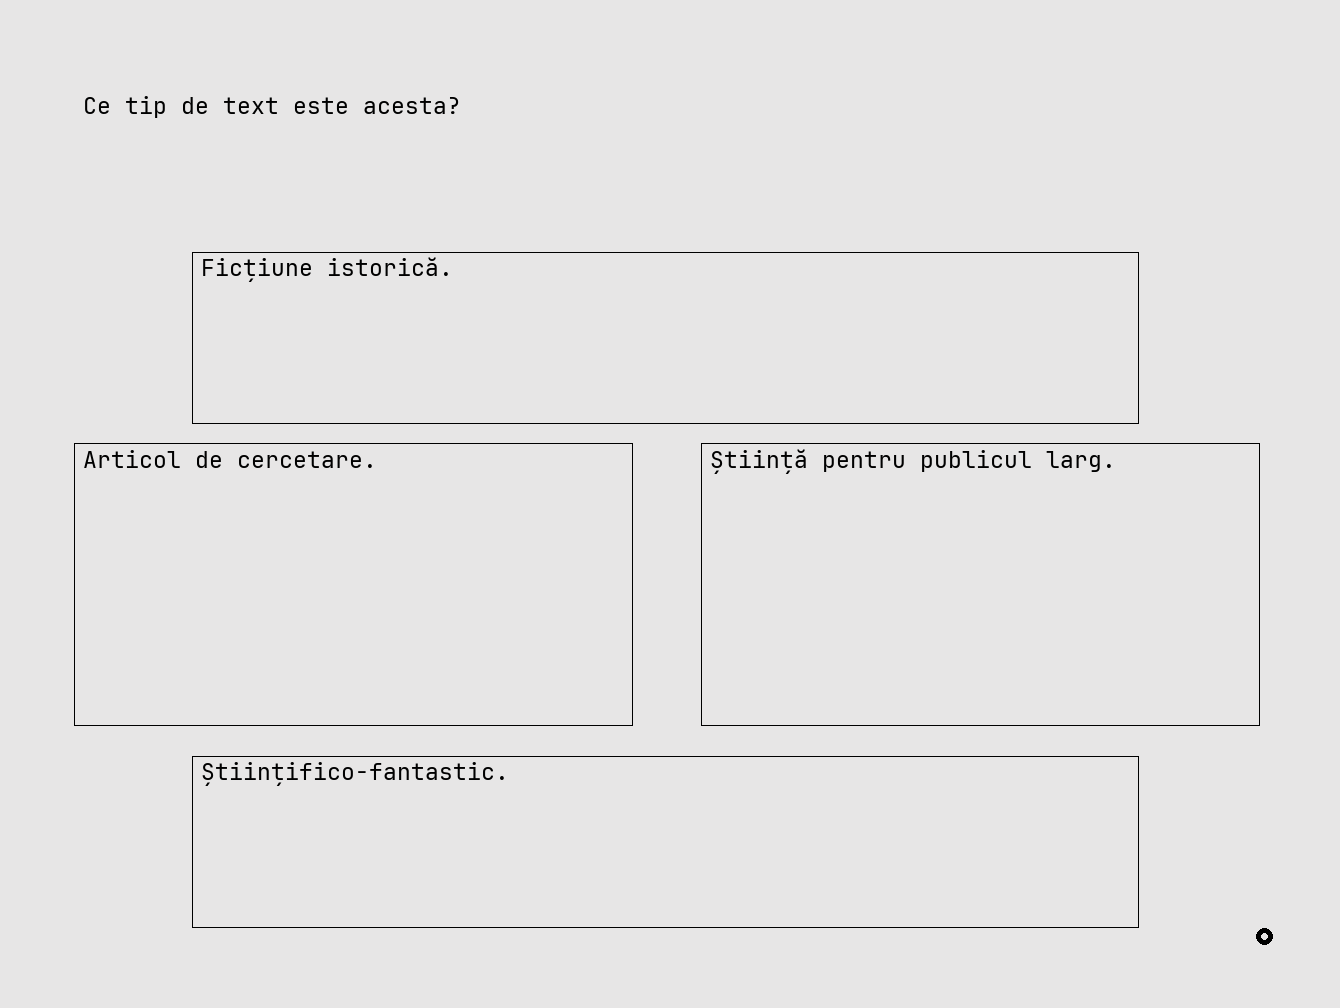 Ce tip de text este acesta?
Ficțiune istorică.
Articol de cercetare.
Știință pentru publicul larg.
Științifico-fantastic.